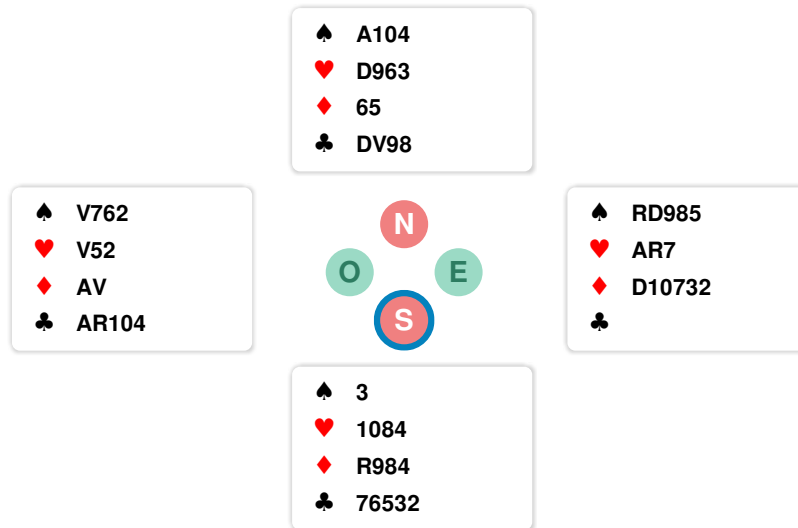 ♠ A104
♥ D963
♦ 65
♣ DV98
♠ V762
♥ V52
♦ AV
♣ AR104
N
O E
S
♠ RD985
♥ AR7
♦ D10732
♣
♠ 3
♥ 1084
♦ R984
♣ 76532